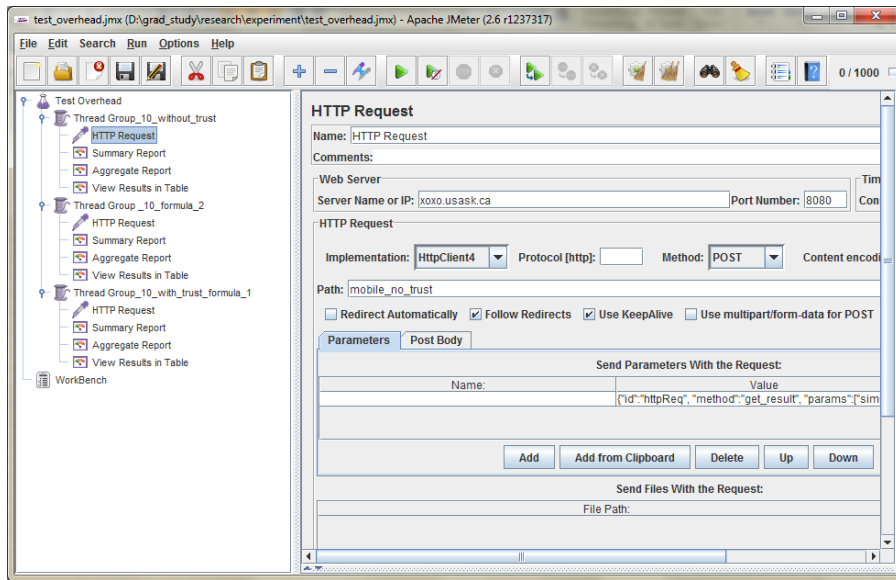 test_overhead.jmx (D:\grad_study\research\experiment\test_overhead.jmx) - Apache JMeter (2.6 r1237317)
File Edit Search Run Options Help
0 / 1000
Test Overhead
Thread Group_10_without_trust
HTTP Request
Summary Report
Aggregate Report
View Results in Table
Thread Group _10_formula_2
HTTP Request
Summary Report
Aggregate Report
View Results in Table
Thread Group_10_with_trust_formula_1
HTTP Request
Summary Report
Aggregate Report
View Results in Table
WorkBench
HTTP Request
Name: HTTP Request
Comments:
Web Server Tim
Server Name or IP: xoxo.usask.ca Port Number: 8080 Con
HTTP Request
Implementation: HttpClient4 Protocol [http]: Method: POST Content encodi
Path: mobile_no_trust
Redirect Automatically Follow Redirects Use KeepAlive Use multipart/form-data for POST
Parameters Post Body
Send Parameters With the Request:
Name: Value
{"id":"httpReq", "method":"get_result", "params":["sim
Add Add from Clipboard Delete Up Down
Send Files With the Request:
File Path: